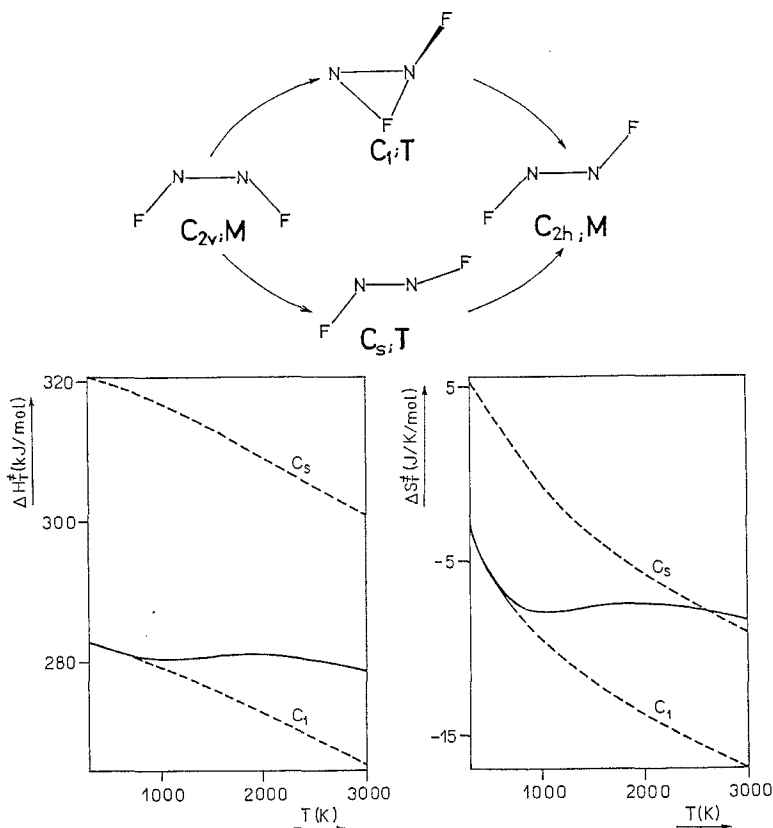 F
N N
F
C₁;T
F
N N
F F
C₂ᵥ;M
N N
F
C₂ₕ,M
N N F
F
Cₛ;T
320
300
280
ΔH‡T(kJ/mol)
Cₛ
C₁
1000 2000 3000
T(K)
5
-5
-15
ΔS‡T(J/K/mol)
Cₛ
C₁
1000 2000 3000
T(K)